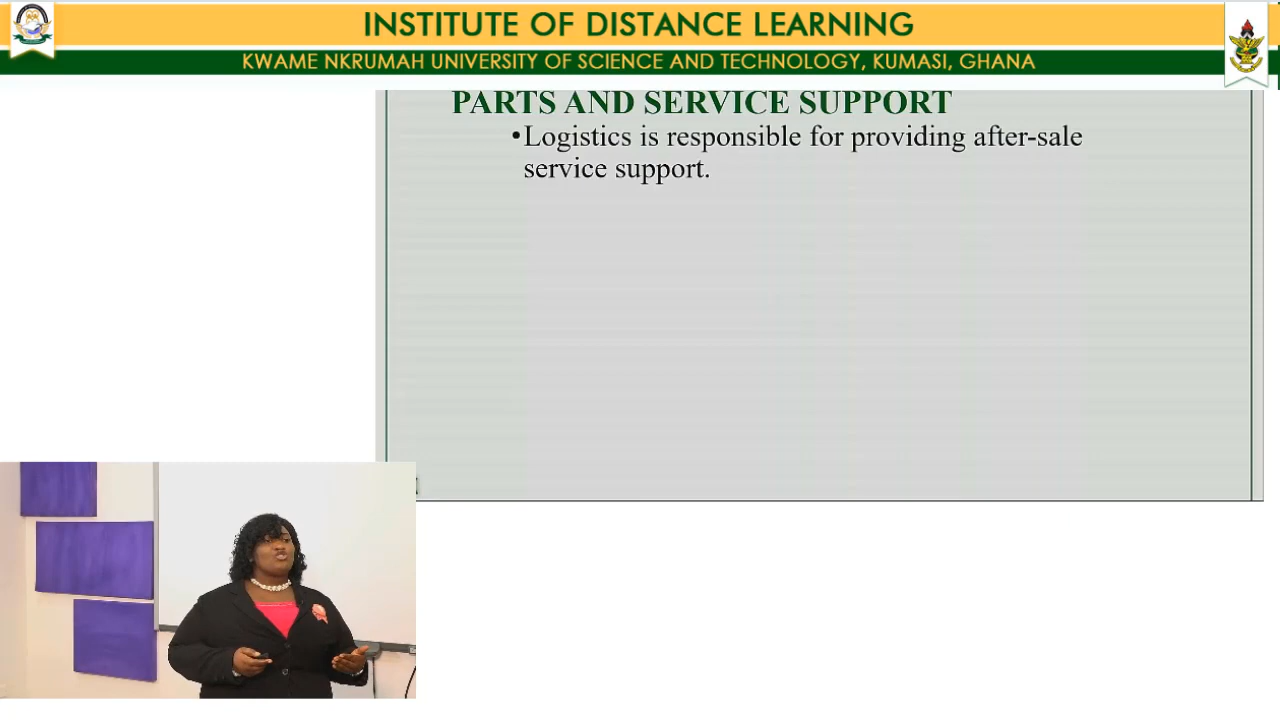 INSTITUTE OF DISTANCE LEARNING
KWAME NKRUMAH UNIVERSITY OF SCIENCE AND TECHNOLOGY, KUMASI, GHANA
PARTS AND SERVICE SUPPORT
•Logistics is responsible for providing after-sale
service support.